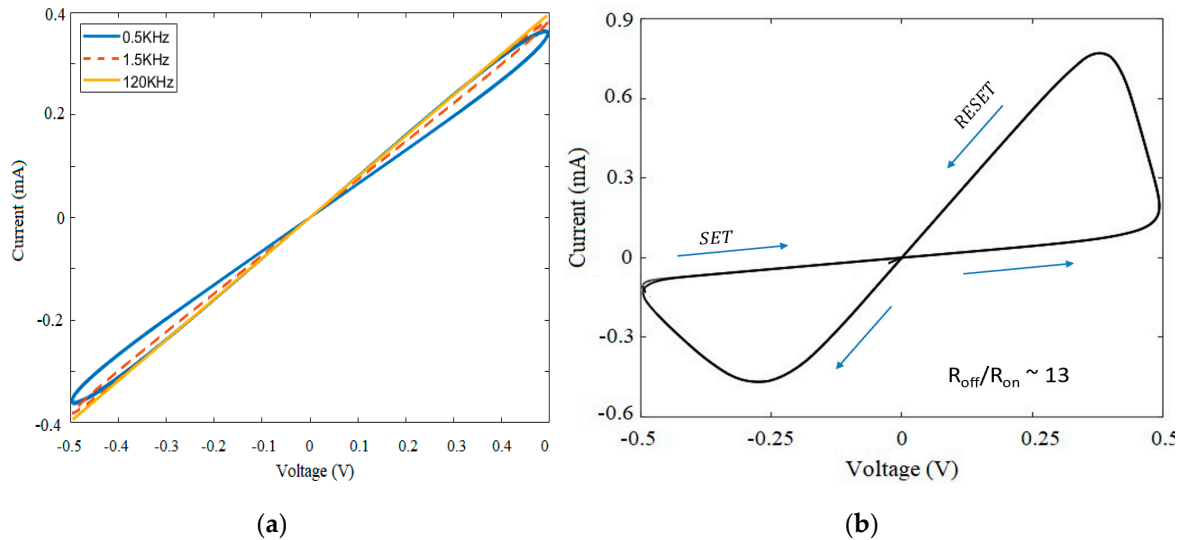 0.4
0.2
0
-0.2
-0.4
Current (mA)
0.5KHz
1.5KHz
120KHz
-0.5 -0.4 -0.3 -0.2 -0.1 0 0.1 0.2 0.3 0.4 0.5
Voltage (V)
(a)
0.9
0.6
0.3
0
-0.3
-0.6
Current (mA)
RESET
SET
Roff/Ron ~ 13
-0.5 -0.25 0 0.25 0.5
Voltage (V)
(b)